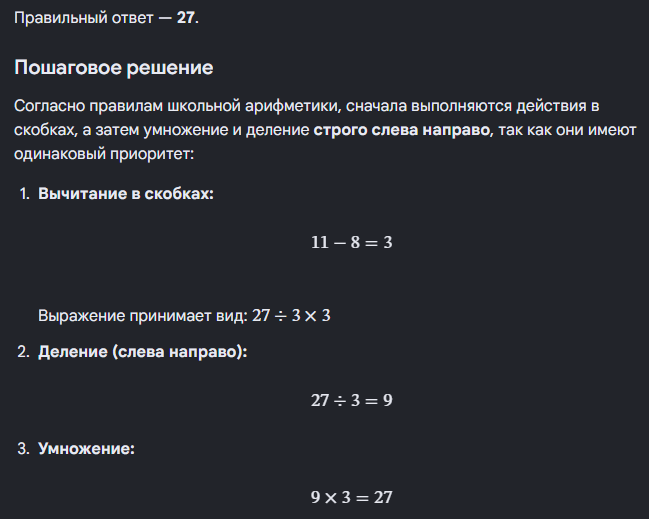 Правильный ответ — 27.
Пошаговое решение
Согласно правилам школьной арифметики, сначала выполняются действия в
скобках, а затем умножение и деление строго слева направо, так как они имеют
одинаковый приоритет:
1. Вычитание в скобках:
11 − 8 = 3
Выражение принимает вид: 27 ÷ 3 × 3
2. Деление (слева направо):
27 ÷ 3 = 9
3. Умножение:
9 × 3 = 27